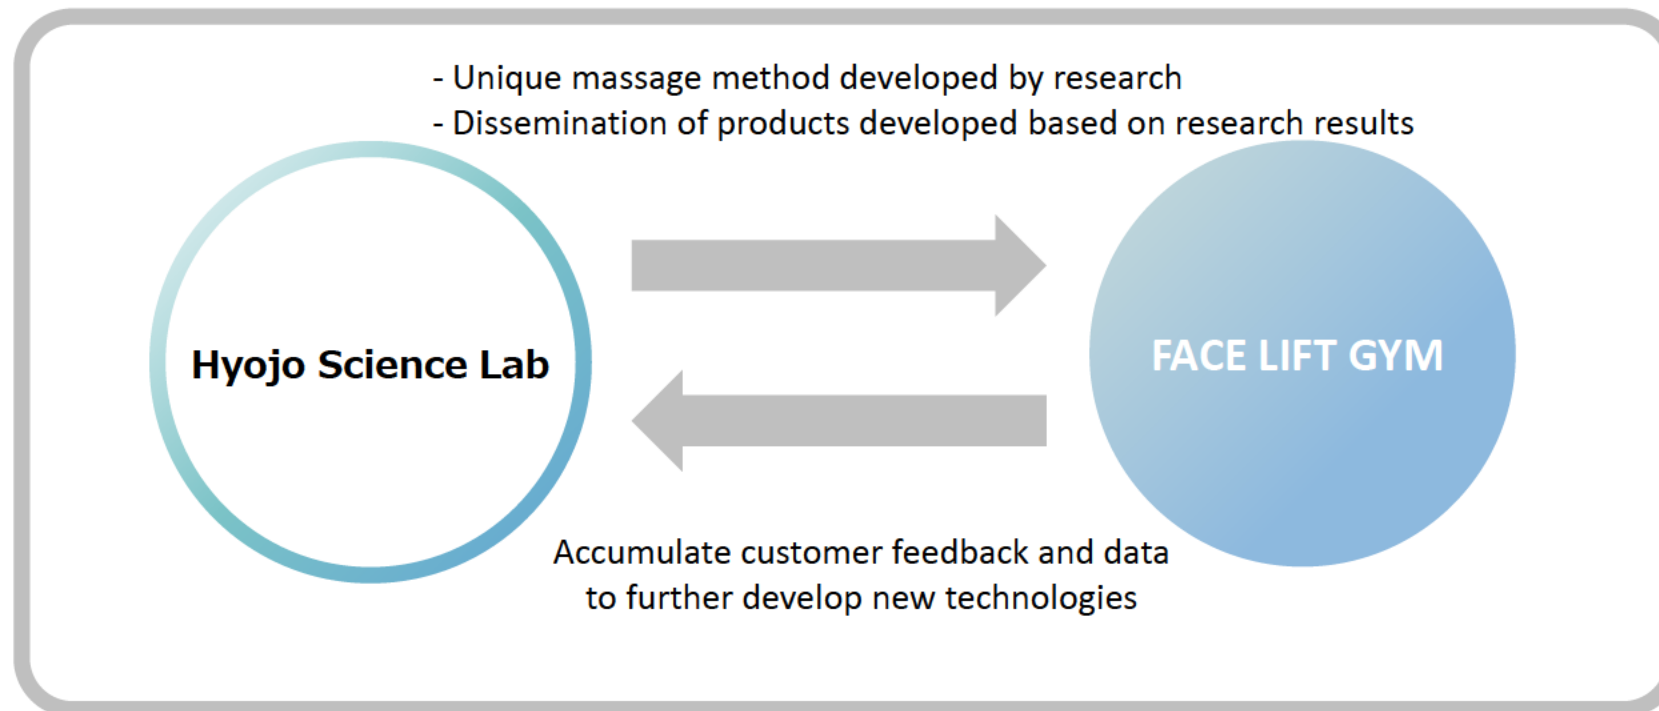 - Unique massage method developed by research
- Dissemination of products developed based on research results
Hyojo Science Lab
FACE LIFT GYM
Accumulate customer feedback and data
to further develop new technologies